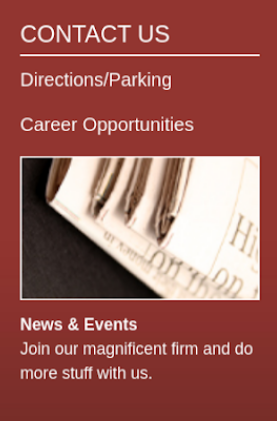 CONTACT US
Directions/Parking
Career Opportunities
News & Events
Join our magnificent firm and do
more stuff with us.